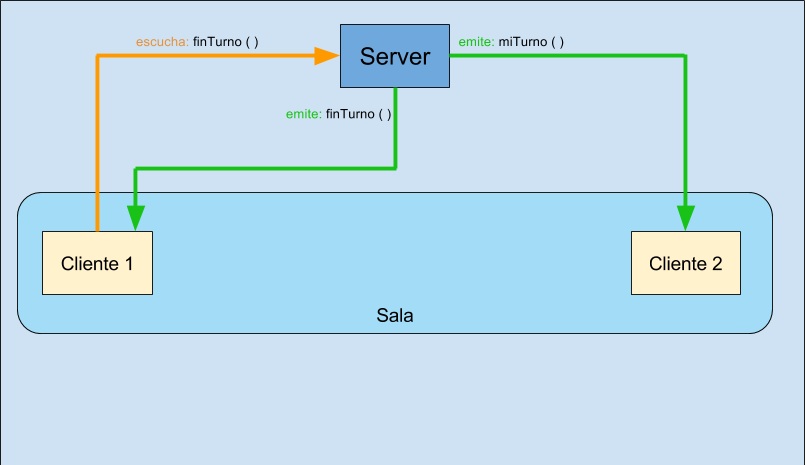 escucha: finTurno ( )
Server
emite: miTurno ( )
emite: finTurno ( )
Cliente 1
Cliente 2
Sala